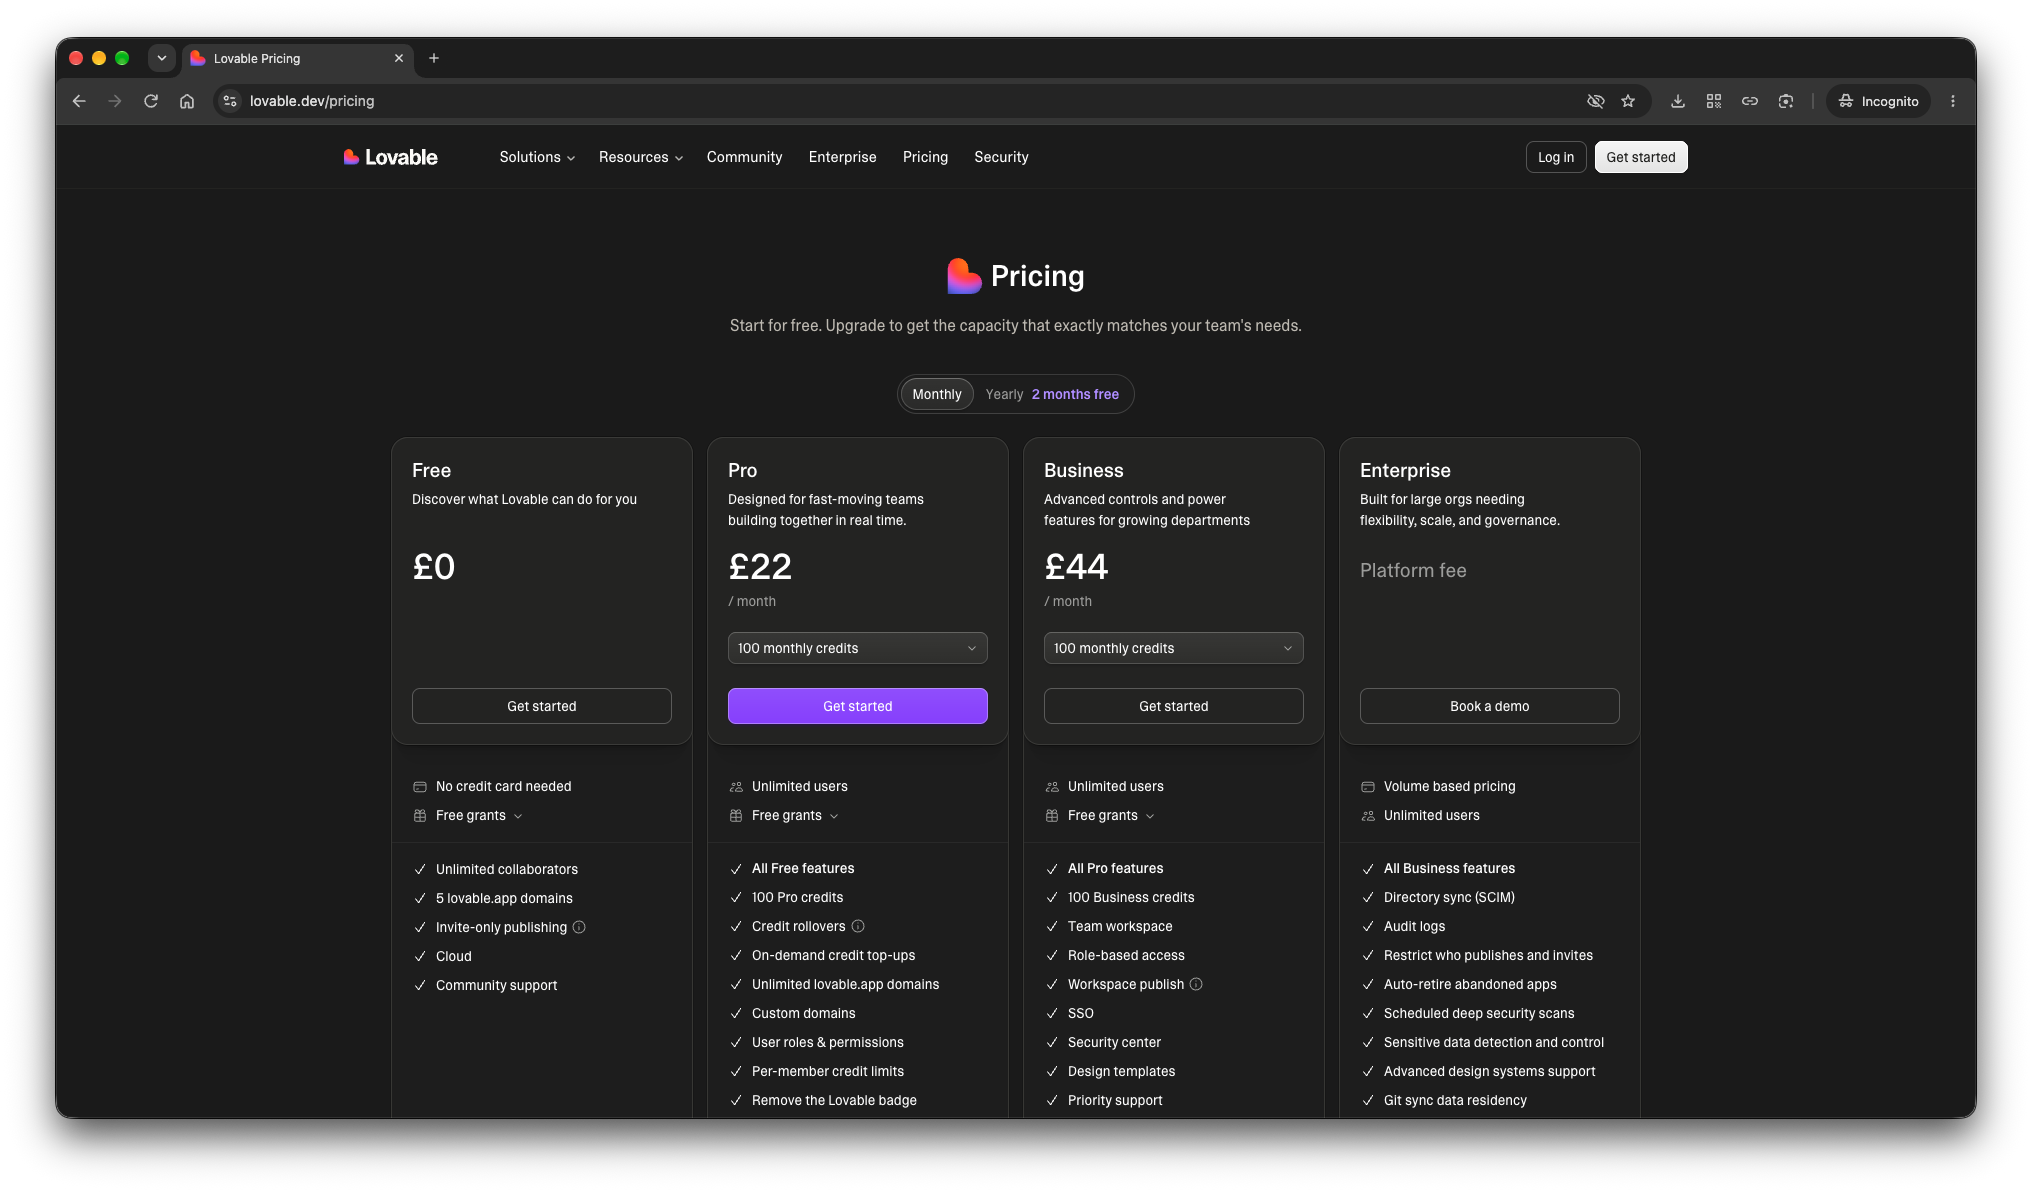 Lovable Pricing
lovable.dev/pricing
Incognito
Lovable
Solutions
Resources
Community
Enterprise
Pricing
Security
Log in
Get started
Pricing
Start for free. Upgrade to get the capacity that exactly matches your team's needs.
Monthly
Yearly 2 months free
Free
Discover what Lovable can do for you
£0
Get started
No credit card needed
Free grants
Unlimited collaborators
5 lovable.app domains
Invite-only publishing
Cloud
Community support
Pro
Designed for fast-moving teams
building together in real time.
£22
/ month
100 monthly credits
Get started
Unlimited users
Free grants
All Free features
100 Pro credits
Credit rollovers
On-demand credit top-ups
Unlimited lovable.app domains
Custom domains
User roles & permissions
Per-member credit limits
Remove the Lovable badge
Business
Advanced controls and power
features for growing departments
£44
/ month
100 monthly credits
Get started
Unlimited users
Free grants
All Pro features
100 Business credits
Team workspace
Role-based access
Workspace publish
SSO
Security center
Design templates
Priority support
Enterprise
Built for large orgs needing
flexibility, scale, and governance.
Platform fee
Book a demo
Volume based pricing
Unlimited users
All Business features
Directory sync (SCIM)
Audit logs
Restrict who publishes and invites
Auto-retire abandoned apps
Scheduled deep security scans
Sensitive data detection and control
Advanced design systems support
Git sync data residency